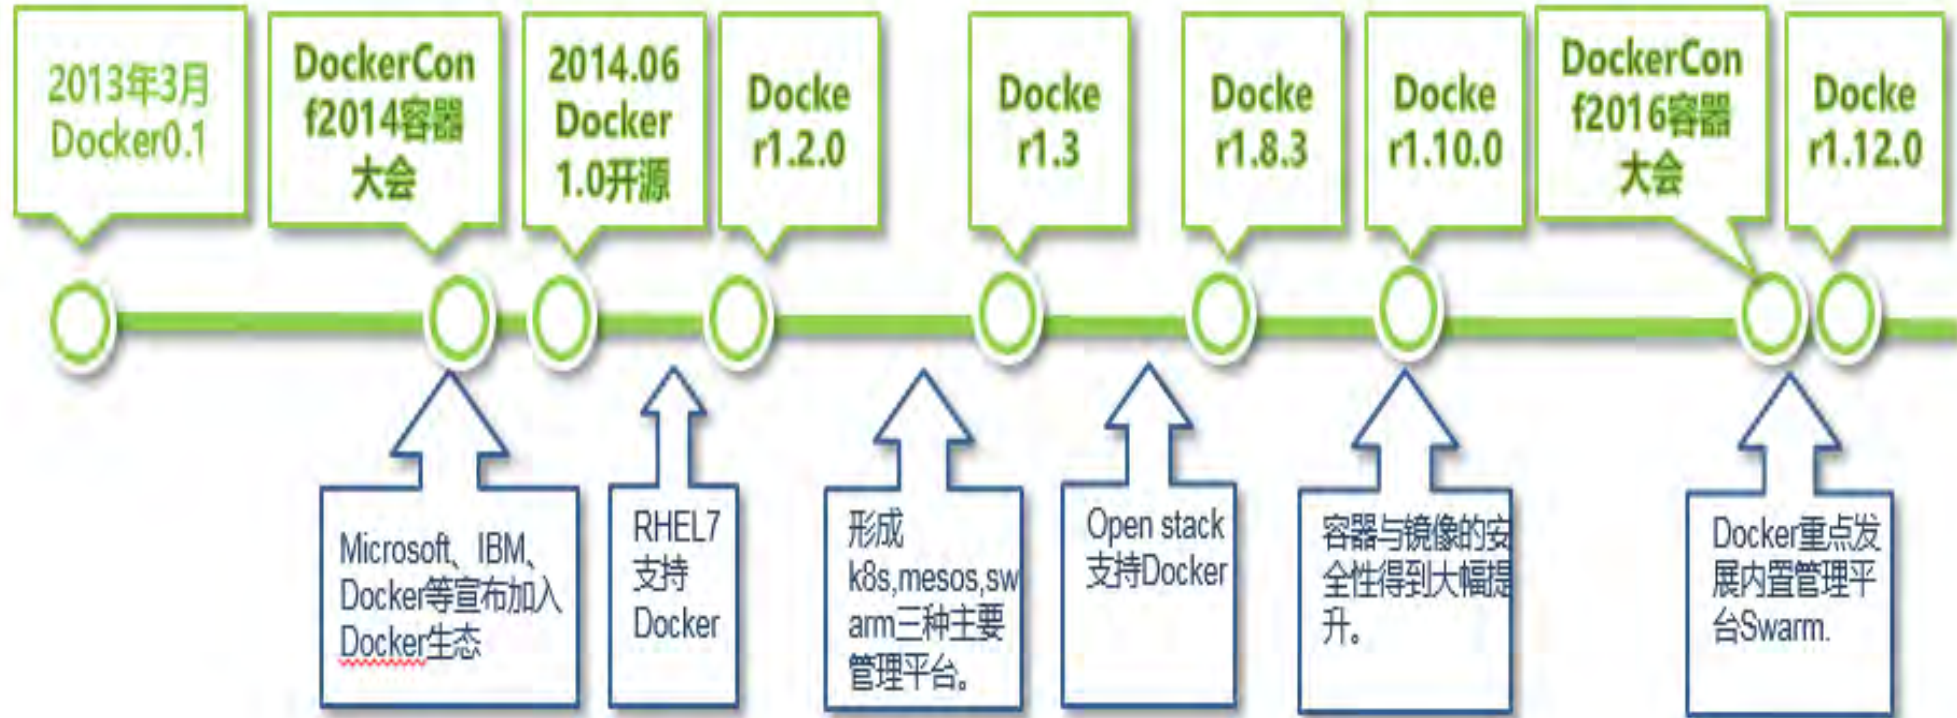 2013年3月
Docker0.1
DockerCon
f2014容器
大会
2014.06
Docker
1.0开源
Docke
r1.2.0
Docke
r1.3
Docke
r1.8.3
Docke
r1.10.0
DockerCon
f2016容器
大会
Docke
r1.12.0
Microsoft、IBM、
Docker等宣布加入
Docker生态
RHEL7
支持
Docker
形成
k8s,mesos,sw
arm三种主要
管理平台。
Open stack
支持Docker
容器与镜像的安
全性得到大幅提
升。
Docker重点发
展内置管理平
台Swarm.